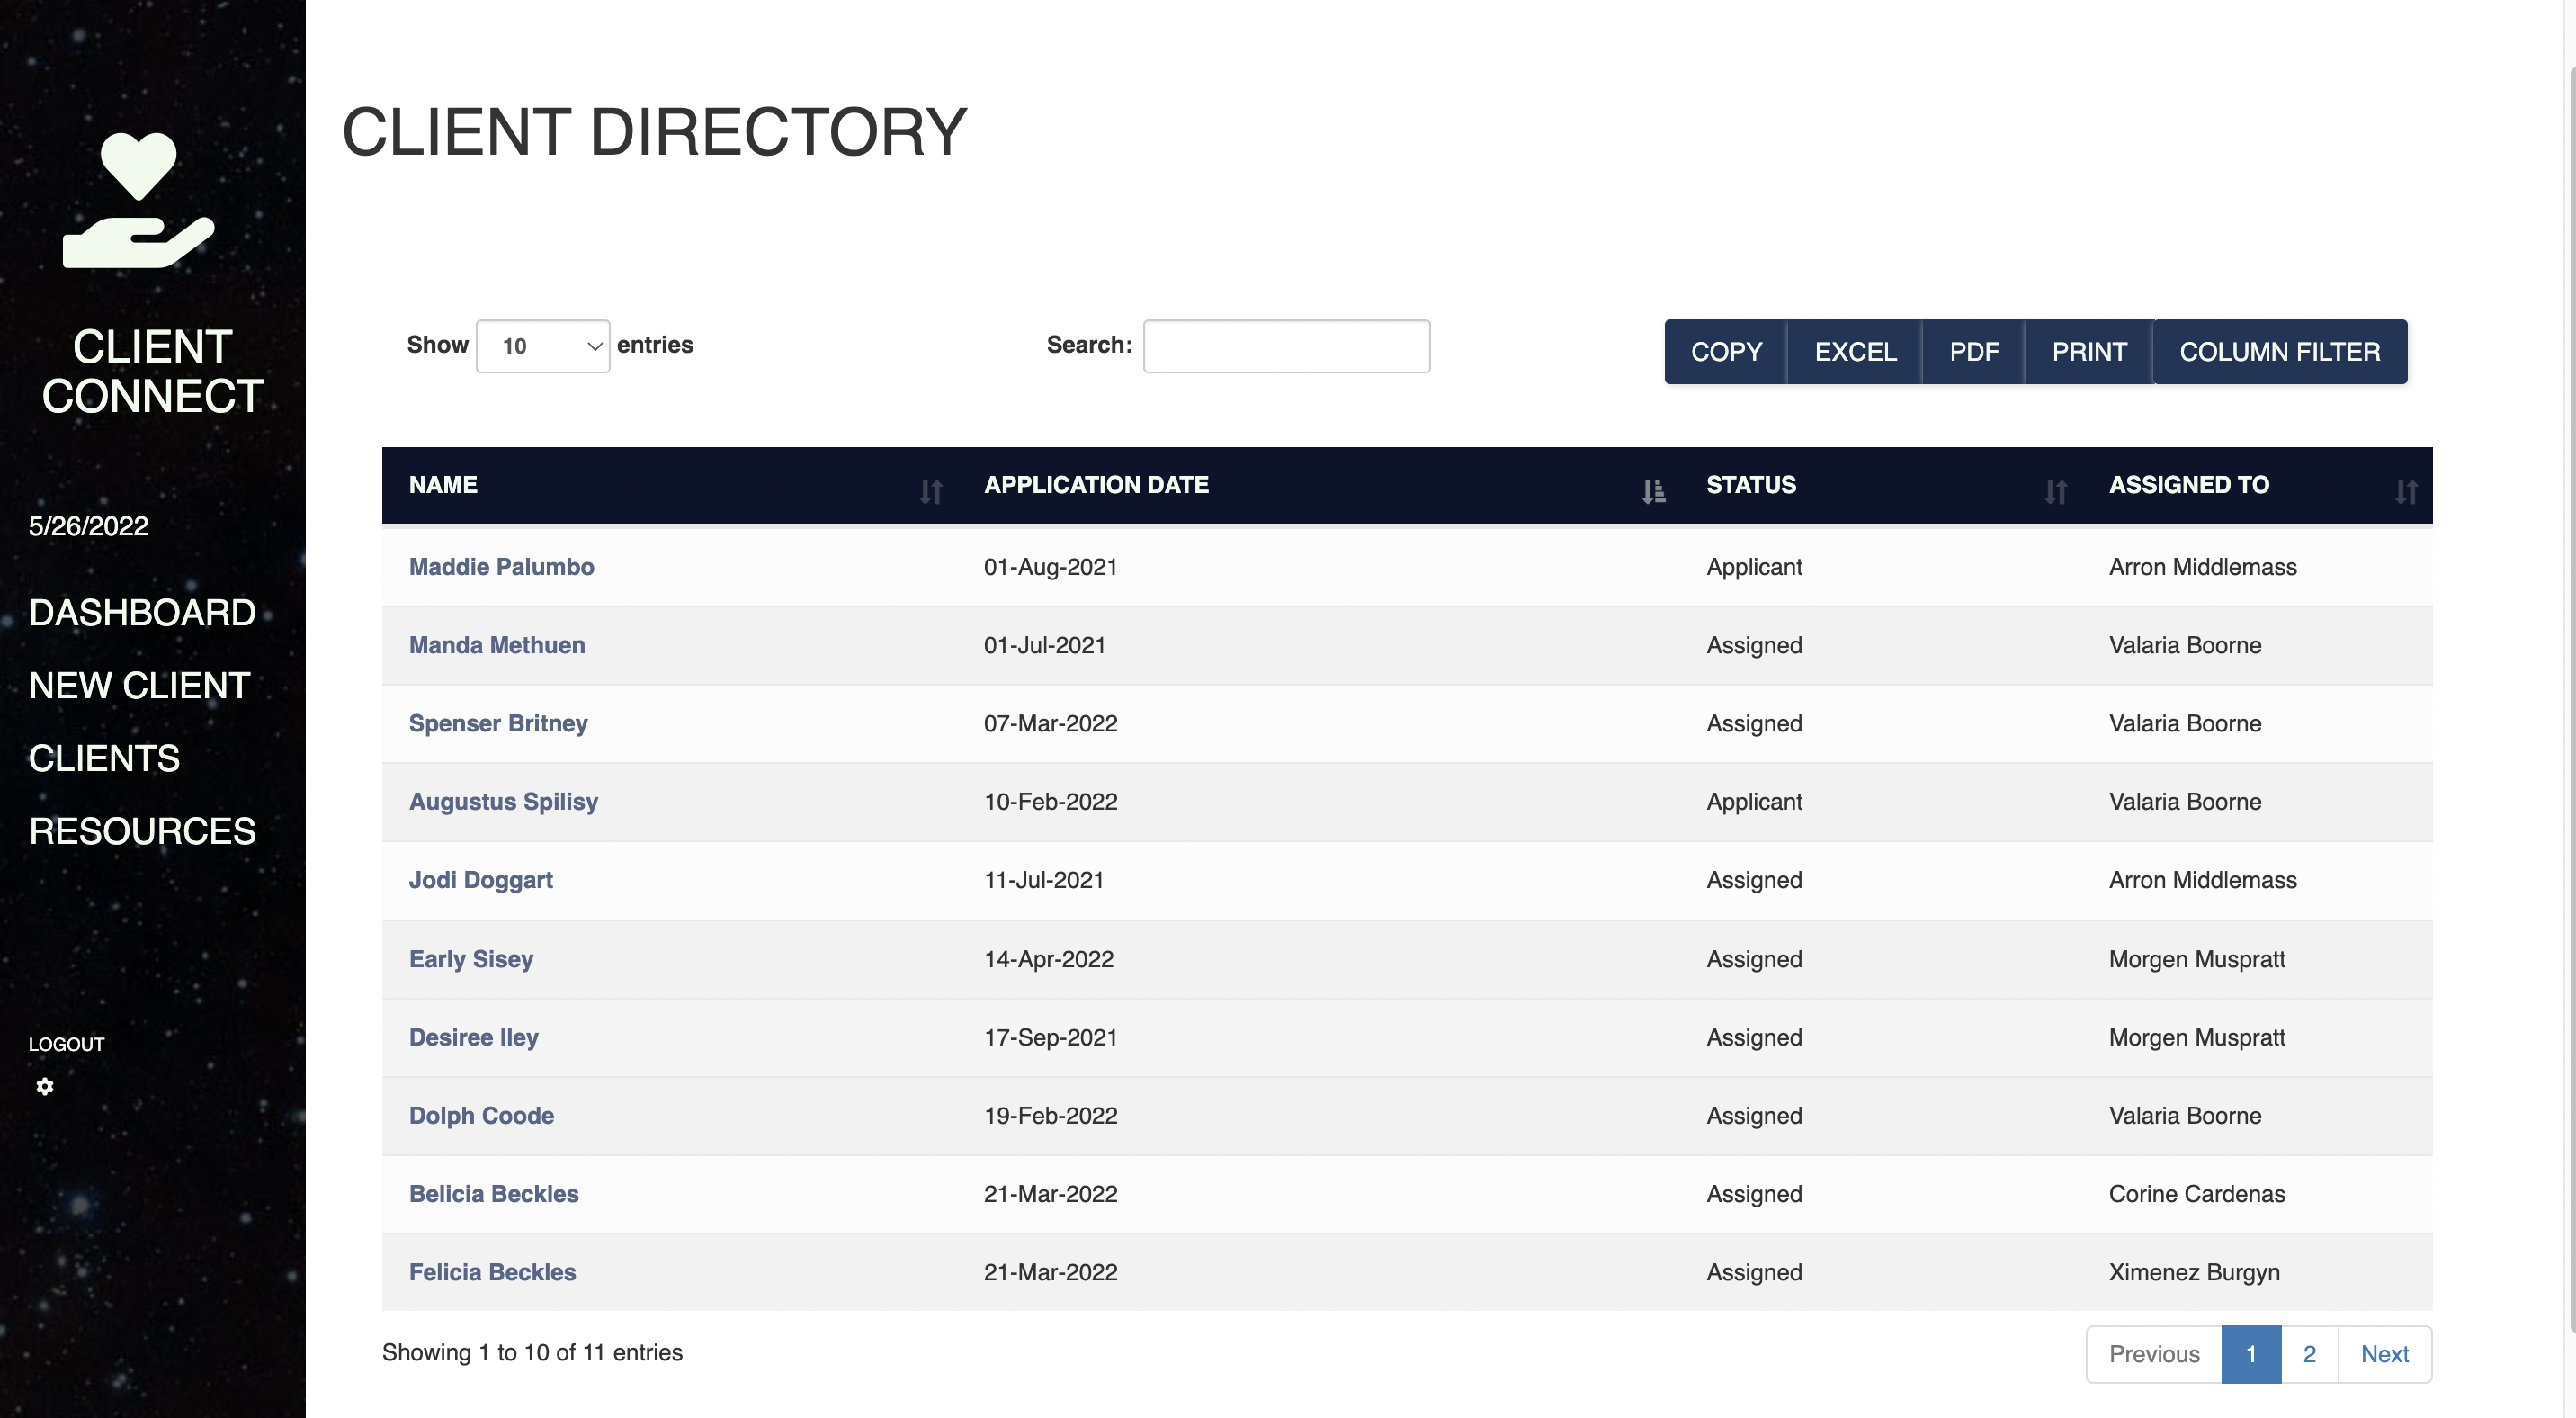 CLIENT
CONNECT
5/26/2022
DASHBOARD
NEW CLIENT
CLIENTS
RESOURCES
LOGOUT
CLIENT DIRECTORY
Show 10 entries Search: COPY EXCEL PDF PRINT COLUMN FILTER
NAME APPLICATION DATE STATUS ASSIGNED TO
Maddie Palumbo 01-Aug-2021 Applicant Arron Middlemass
Manda Methuen 01-Jul-2021 Assigned Valaria Boorne
Spenser Britney 07-Mar-2022 Assigned Valaria Boorne
Augustus Spilisy 10-Feb-2022 Applicant Valaria Boorne
Jodi Doggart 11-Jul-2021 Assigned Arron Middlemass
Early Sisey 14-Apr-2022 Assigned Morgen Muspratt
Desiree Iley 17-Sep-2021 Assigned Morgen Muspratt
Dolph Coode 19-Feb-2022 Assigned Valaria Boorne
Belicia Beckles 21-Mar-2022 Assigned Corine Cardenas
Felicia Beckles 21-Mar-2022 Assigned Ximenez Burgyn
Showing 1 to 10 of 11 entries Previous 1 2 Next